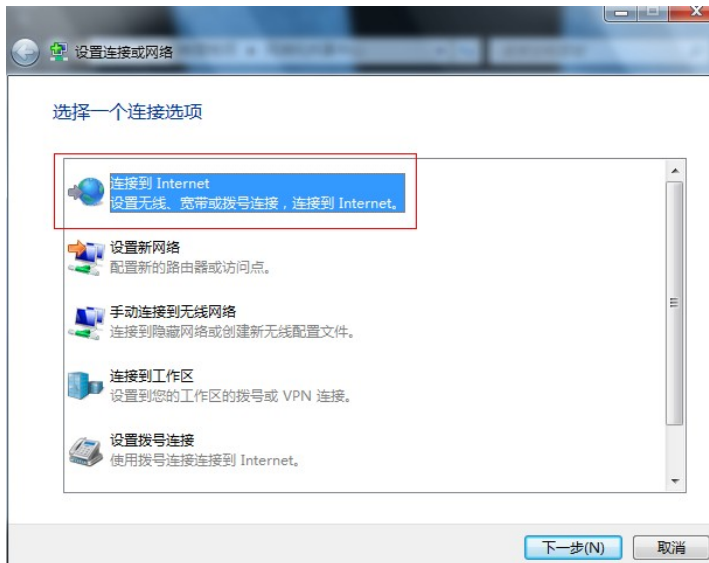 设置连接或网络
选择一个连接选项
连接到 Internet
设置无线、宽带或拨号连接，连接到 Internet。
设置新网络
配置新的路由器或访问点。
手动连接到无线网络
连接到隐藏网络或创建新无线配置文件。
连接到工作区
设置到您的工作区的拨号或 VPN 连接。
设置拨号连接
使用拨号连接连接到 Internet。
下一步(N) 取消